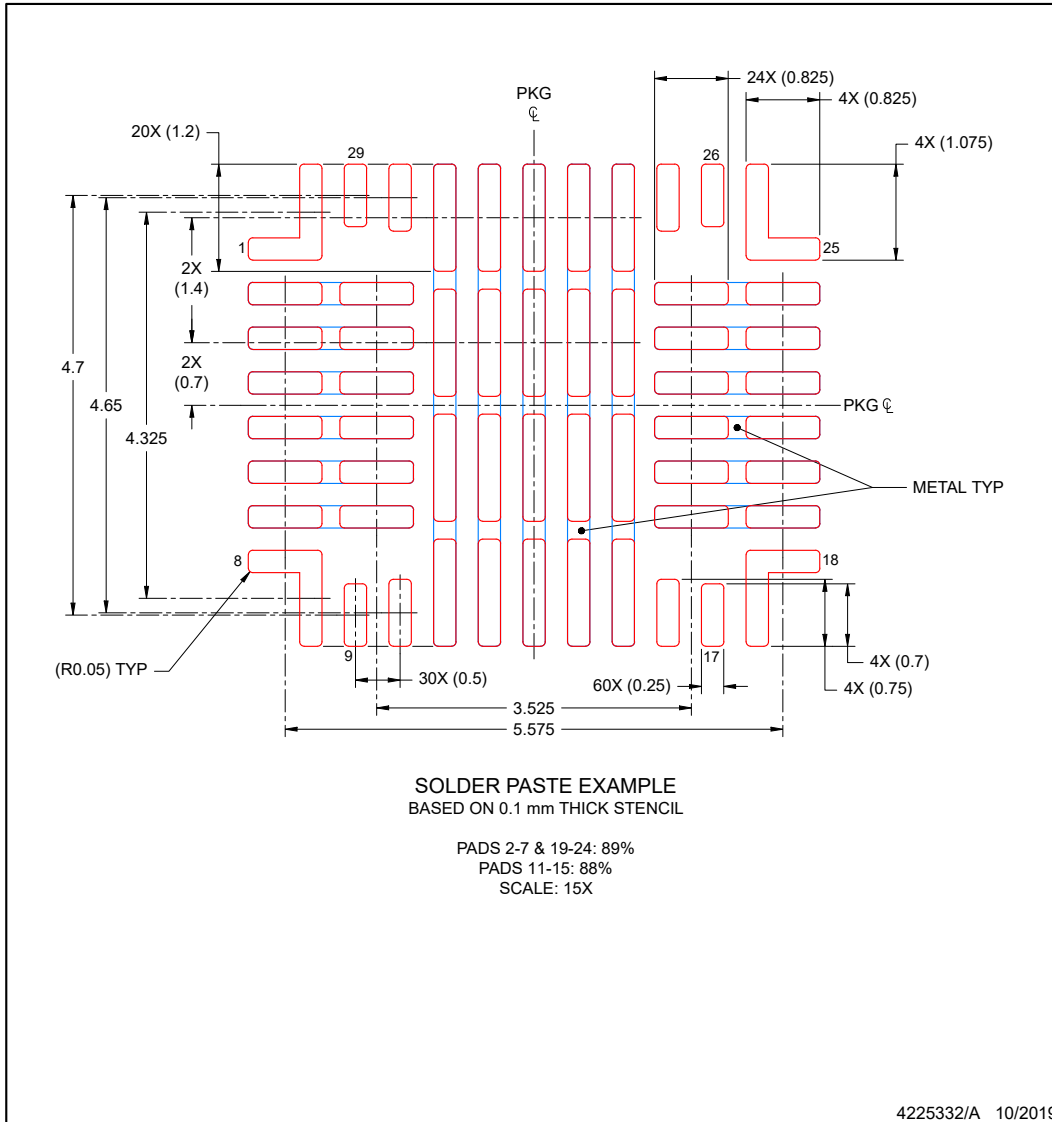 PKG
℄
24X (0.825)
4X (0.825)
20X (1.2)
4X (1.075)
29
26
1
25
2X
(1.4)
2X
(0.7)
4.7
4.65
4.325
PKG ℄
METAL TYP
8
18
(R0.05) TYP
9
17
30X (0.5)
60X (0.25)
4X (0.7)
4X (0.75)
3.525
5.575
SOLDER PASTE EXAMPLE
BASED ON 0.1 mm THICK STENCIL
PADS 2-7 & 19-24: 89%
PADS 11-15: 88%
SCALE: 15X
4225332/A 10/2019